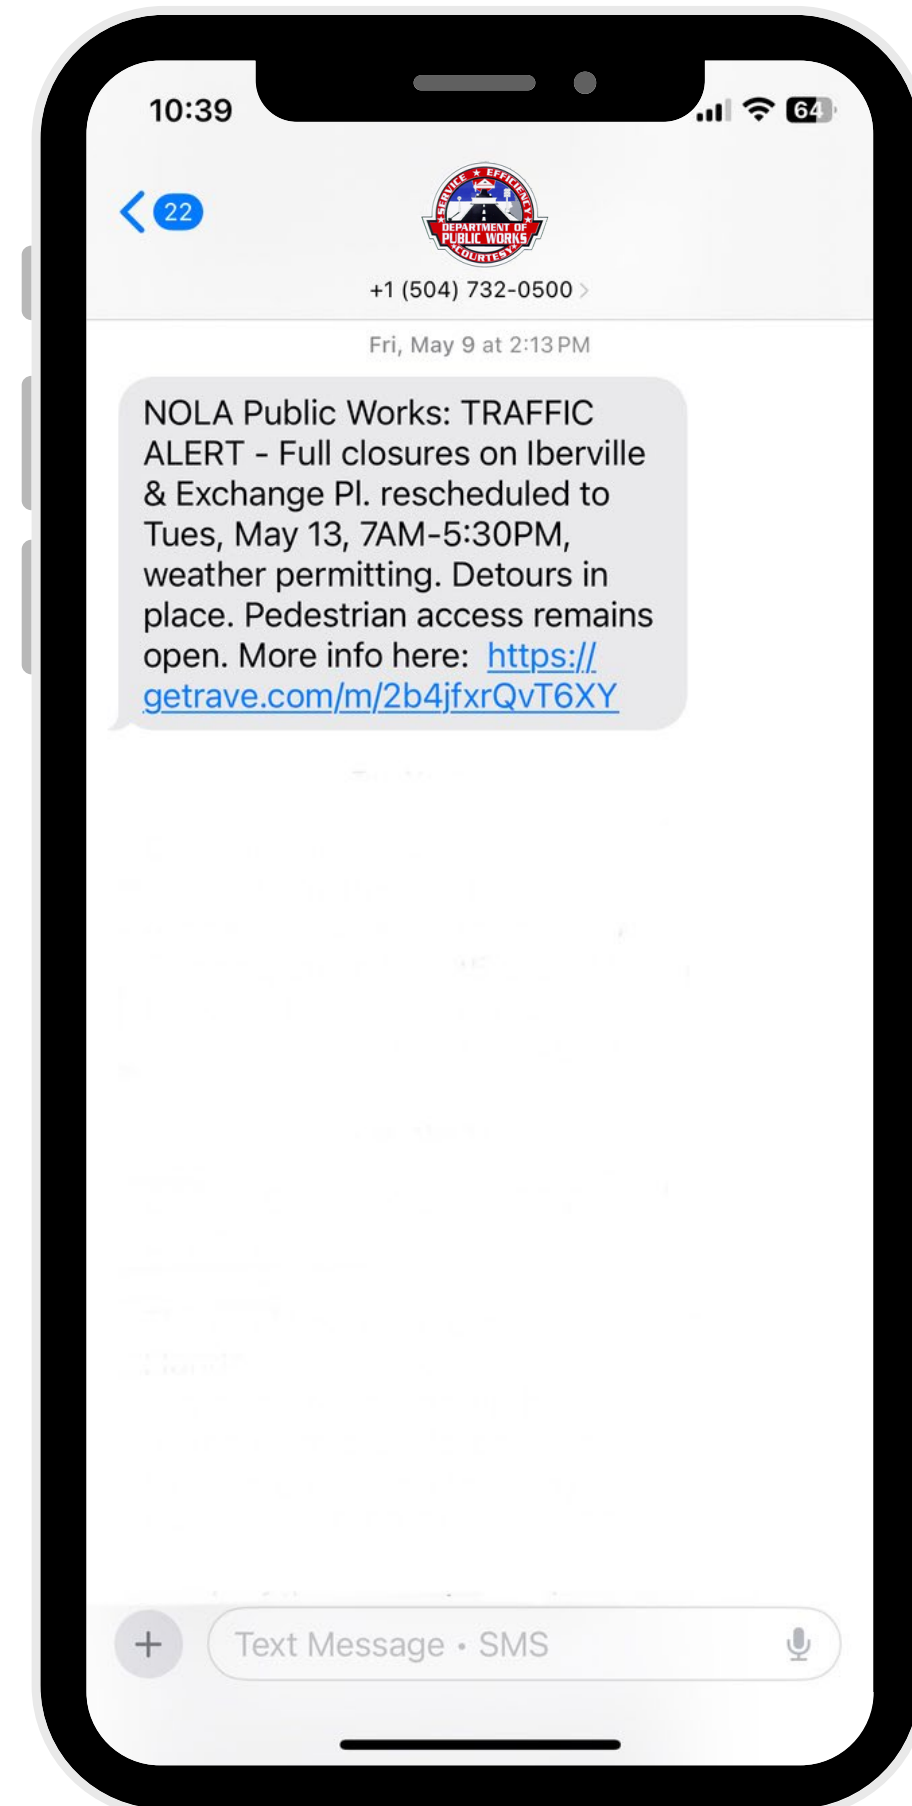 10:39
64
22
SERVICE ★ EFFICIENCY
DEPARTMENT OF
PUBLIC WORKS
COURTESY
+1 (504) 732-0500
Fri, May 9 at 2:13 PM
NOLA Public Works: TRAFFIC
ALERT - Full closures on Iberville
& Exchange Pl. rescheduled to
Tues, May 13, 7AM-5:30PM,
weather permitting. Detours in
place. Pedestrian access remains
open. More info here: https://
getrave.com/m/2b4jfxrQvT6XY
Text Message • SMS